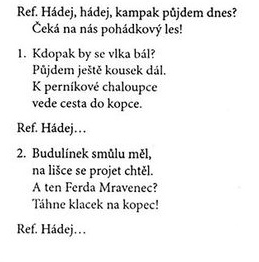 Ref. Hádej, hádej, kampak půjdem dnes?
Čeká na nás pohádkový les!
1. Kdopak by se vlka bál?
Půjdem ještě kousek dál.
K perníkové chaloupce
vede cesta do kopce.
Ref. Hádej…
2. Budulínek smůlu měl,
na lišce se projet chtěl.
A ten Ferda Mravenec?
Táhne klacek na kopec!
Ref. Hádej…